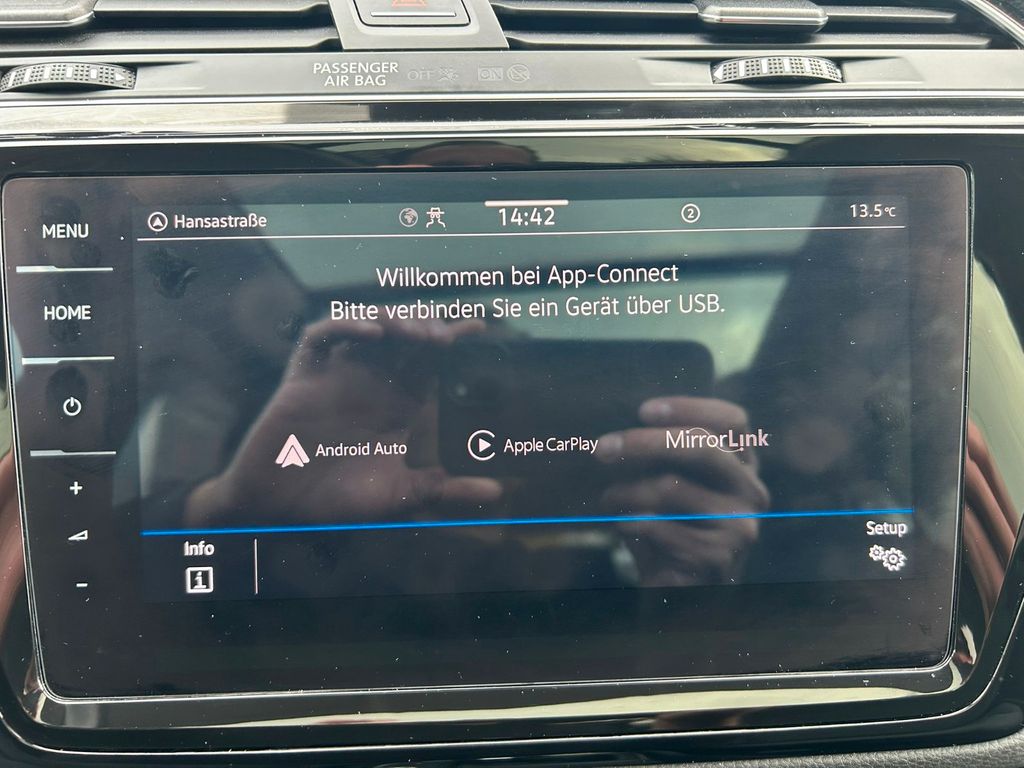 PASSENGER
AIR BAG OFF ON
MENU
Hansastraße 14:42 2 13.5°C
Willkommen bei App-Connect
Bitte verbinden Sie ein Gerät über USB.
HOME
Android Auto Apple CarPlay MirrorLink
+
-
Info Setup
i